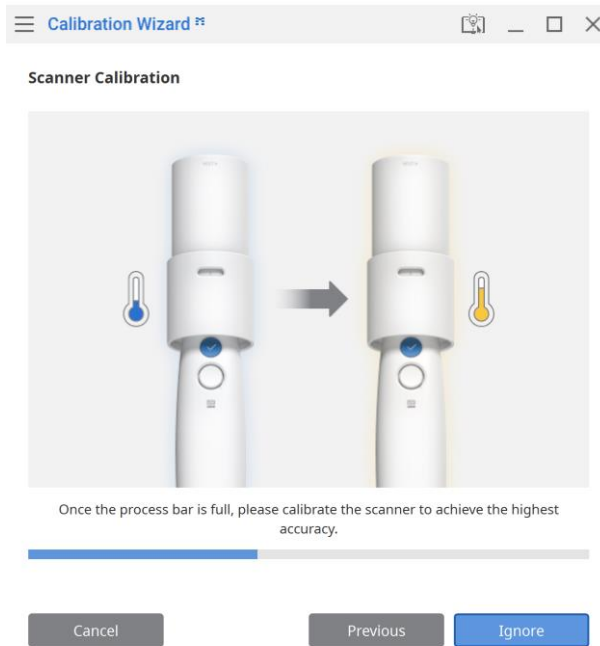 Calibration Wizard
Scanner Calibration
Once the process bar is full, please calibrate the scanner to achieve the highest
accuracy.
Cancel
Previous
Ignore